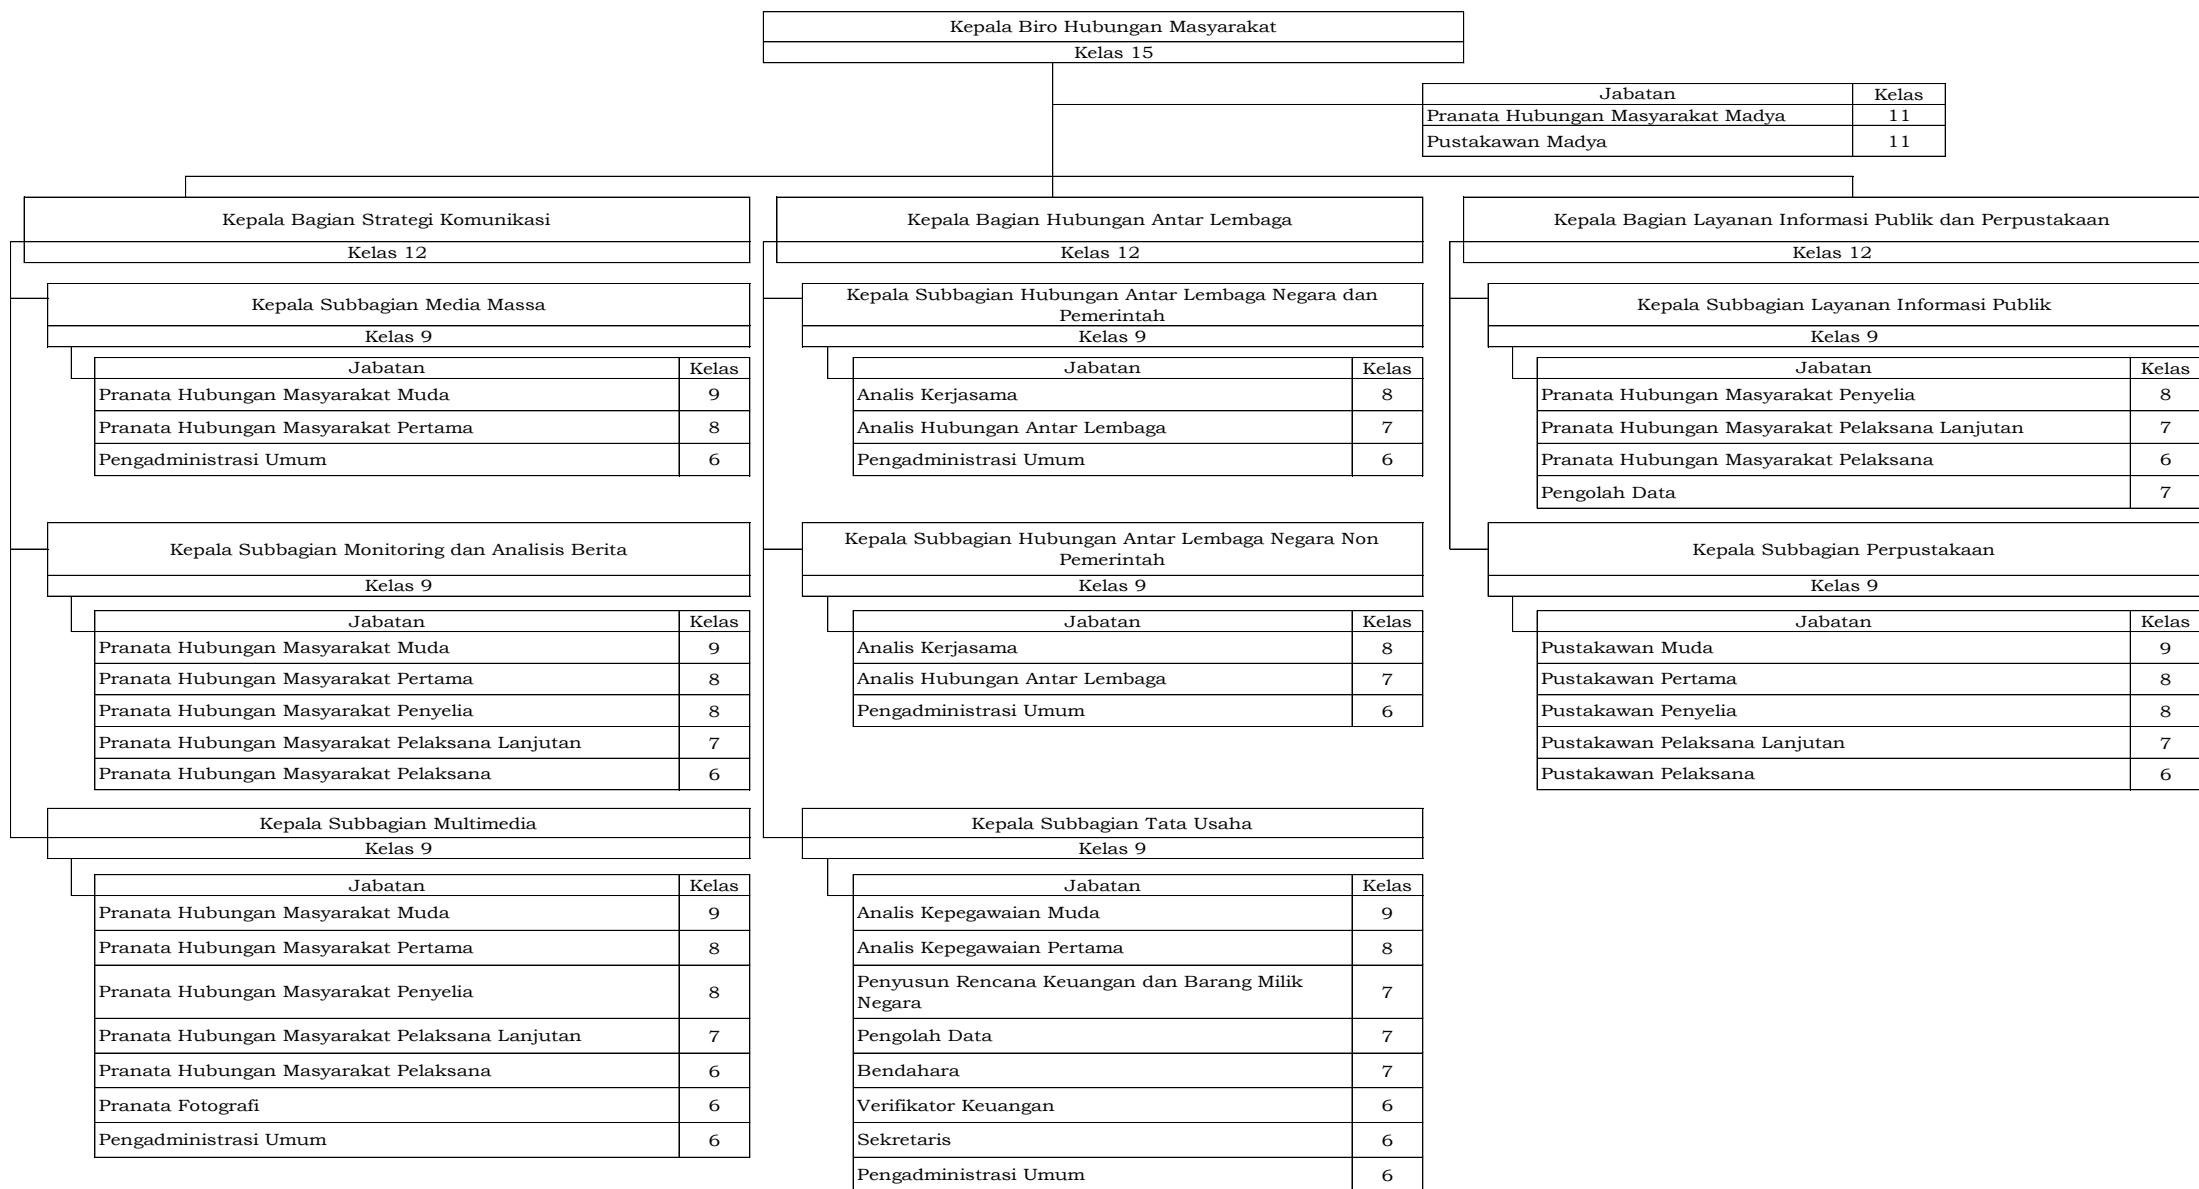 Kepala Biro Hubungan Masyarakat
Kelas 15
Jabatan Kelas
Pranata Hubungan Masyarakat Madya 11
Pustakawan Madya 11
Kepala Bagian Strategi Komunikasi
Kelas 12
Kepala Subbagian Media Massa
Kelas 9
Jabatan Kelas
Pranata Hubungan Masyarakat Muda 9
Pranata Hubungan Masyarakat Pertama 8
Pengadministrasi Umum 6
Kepala Subbagian Monitoring dan Analisis Berita
Kelas 9
Jabatan Kelas
Pranata Hubungan Masyarakat Muda 9
Pranata Hubungan Masyarakat Pertama 8
Pranata Hubungan Masyarakat Penyelia 8
Pranata Hubungan Masyarakat Pelaksana Lanjutan 7
Pranata Hubungan Masyarakat Pelaksana 6
Kepala Subbagian Multimedia
Kelas 9
Jabatan Kelas
Pranata Hubungan Masyarakat Muda 9
Pranata Hubungan Masyarakat Pertama 8
Pranata Hubungan Masyarakat Penyelia 8
Pranata Hubungan Masyarakat Pelaksana Lanjutan 7
Pranata Hubungan Masyarakat Pelaksana 6
Pranata Fotografi 6
Pengadministrasi Umum 6
Kepala Bagian Hubungan Antar Lembaga
Kelas 12
Kepala Subbagian Hubungan Antar Lembaga Negara dan
Pemerintah
Kelas 9
Jabatan Kelas
Analis Kerjasama 8
Analis Hubungan Antar Lembaga 7
Pengadministrasi Umum 6
Kepala Subbagian Hubungan Antar Lembaga Negara Non
Pemerintah
Kelas 9
Jabatan Kelas
Analis Kerjasama 8
Analis Hubungan Antar Lembaga 7
Pengadministrasi Umum 6
Kepala Subbagian Tata Usaha
Kelas 9
Jabatan Kelas
Analis Kepegawaian Muda 9
Analis Kepegawaian Pertama 8
Penyusun Rencana Keuangan dan Barang Milik
Negara 7
Pengolah Data 7
Bendahara 7
Verifikator Keuangan 6
Sekretaris 6
Pengadministrasi Umum 6
Kepala Bagian Layanan Informasi Publik dan Perpustakaan
Kelas 12
Kepala Subbagian Layanan Informasi Publik
Kelas 9
Jabatan Kelas
Pranata Hubungan Masyarakat Penyelia 8
Pranata Hubungan Masyarakat Pelaksana Lanjutan 7
Pranata Hubungan Masyarakat Pelaksana 6
Pengolah Data 7
Kepala Subbagian Perpustakaan
Kelas 9
Jabatan Kelas
Pustakawan Muda 9
Pustakawan Pertama 8
Pustakawan Penyelia 8
Pustakawan Pelaksana Lanjutan 7
Pustakawan Pelaksana 6